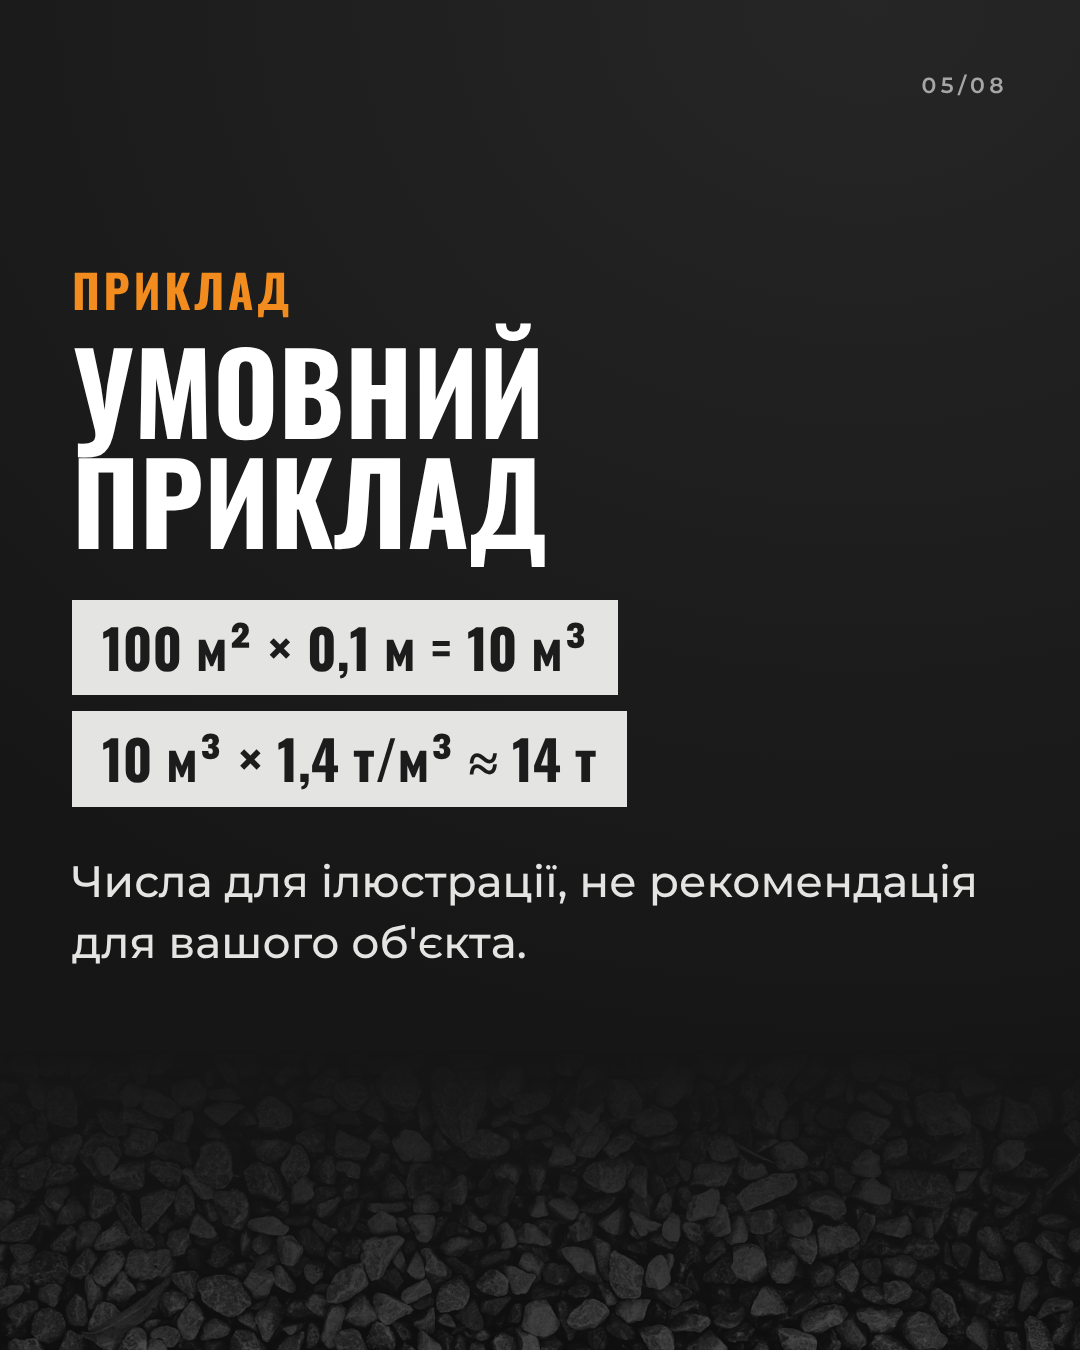 05/08
ПРИКЛАД
УМОВНИЙ
ПРИКЛАД
100 м² × 0,1 м = 10 м³
10 м³ × 1,4 т/м³ ≈ 14 т
Числа для ілюстрації, не рекомендація
для вашого об'єкта.